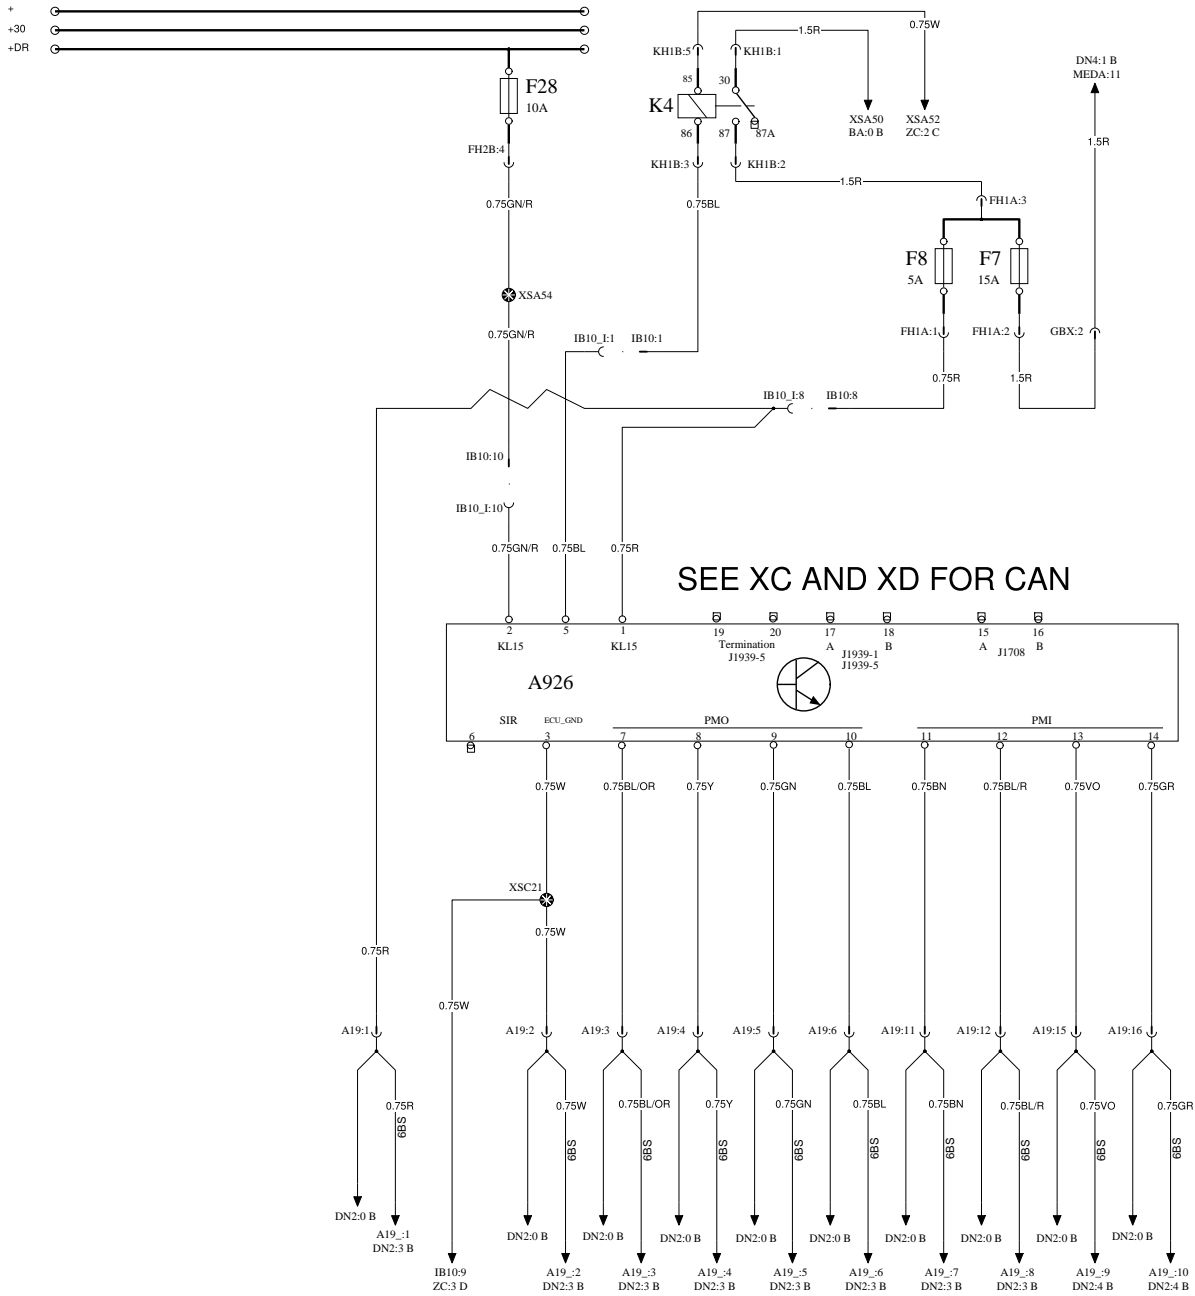 +
+30
+DR
F28
10A
FH2B:4
0.75GN/R
XSA54
0.75GN/R
IB10:10
IB10_I:10
0.75GN/R
0.75BL
0.75R
KH1B:5
KH1B:1
1.5R
0.75W
85
30
K4
86
87
87A
XSA50
BA:0 B
XSA52
ZC:2 C
DN4:1 B
MEDA:11
1.5R
KH1B:3
KH1B:2
1.5R
0.75BL
FH1A:3
F8
5A
F7
15A
FH1A:1
FH1A:2
GBX:2
IB10_I:1
IB10:1
0.75R
1.5R
IB10_I:8
IB10:8
SEE XC AND XD FOR CAN
2
KL15
5
1
KL15
19
20
Termination
J1939-5
17
A
18
B
J1939-1
J1939-5
15
A
16
B
J1708
A926
SIR
ECU_GND
PMO
PMI
6
3
7
8
9
10
11
12
13
14
0.75W
0.75BL/OR
0.75Y
0.75GN
0.75BL
0.75BN
0.75BL/R
0.75VO
0.75GR
XSC21
0.75W
0.75R
0.75W
A19:1
A19:2
A19:3
A19:4
A19:5
A19:6
A19:11
A19:12
A19:15
A19:16
0.75R
0.75W
0.75BL/OR
0.75Y
0.75GN
0.75BL
0.75BN
0.75BL/R
0.75VO
0.75GR
6BS
6BS
6BS
6BS
6BS
6BS
6BS
6BS
6BS
6BS
DN2:0 B
A19_:1
DN2:3 B
DN2:0 B
DN2:0 B
DN2:0 B
DN2:0 B
DN2:0 B
DN2:0 B
DN2:0 B
DN2:0 B
DN2:0 B
IB10:9
ZC:3 D
A19_:2
DN2:3 B
A19_:3
DN2:3 B
A19_:4
DN2:3 B
A19_:5
DN2:3 B
A19_:6
DN2:3 B
A19_:7
DN2:3 B
A19_:8
DN2:3 B
A19_:9
DN2:4 B
A19_:10
DN2:4 B